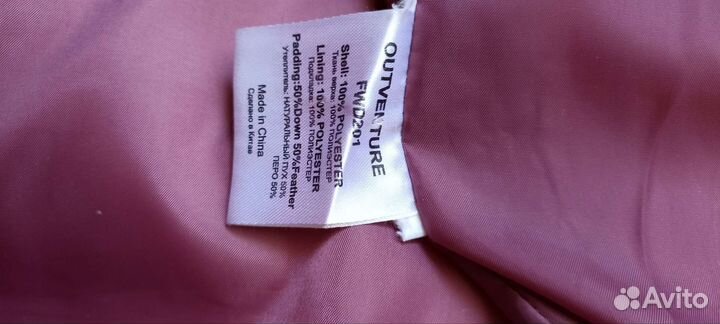 OUTVENTURE
FWD201
Shell: 100% POLYESTER
Ткань верха: 100% ПОЛИЭСТЕР
Lining: 100% POLYESTER
Подкладка: 100% ПОЛИЭСТЕР
Padding:50%Down 50%Feather
Утеплитель: НАТУРАЛЬНЫЙ ПУХ 50%
ПЕРО 50%
Made in China
Сделано в Китае
Avito